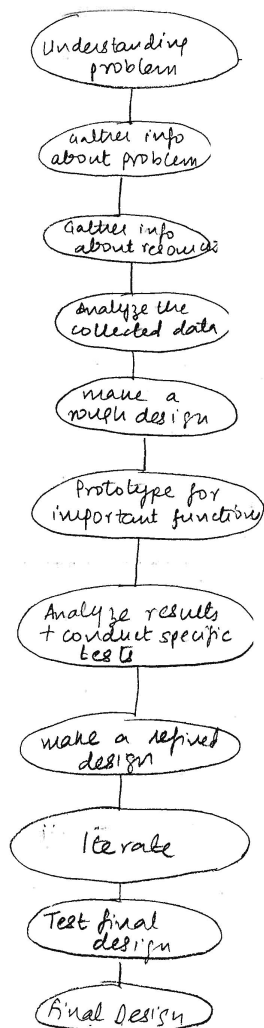 Understanding
problem
Gather info
about problem
Gather info
about resources
Analyze the
collected data
make a
rough design
Prototype for
important functions
Analyze results
+ conduct specific
tests
make a refined
design
Iterate
Test final
design
Final Design